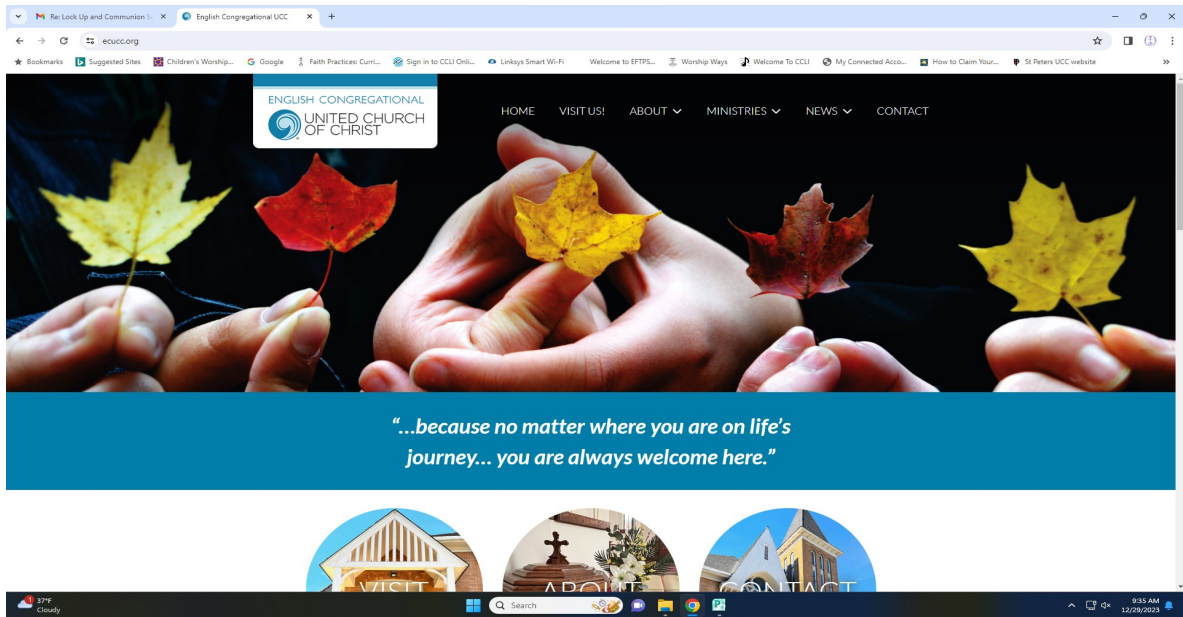 Re: Lock Up and Communion S
English Congregational UCC
ecucc.org
Bookmarks
Suggested Sites
Children's Worship...
Google
Faith Practices: Curri...
Sign in to CCLI Onli...
Linksys Smart Wi-Fi
Welcome to EFTPS...
Worship Ways
Welcome To CCLI
My Connected Acco...
How to Claim Your...
St Peters UCC website
ENGLISH CONGREGATIONAL
UNITED CHURCH
OF CHRIST
HOME VISIT US! ABOUT MINISTRIES NEWS CONTACT
“...because no matter where you are on life's
journey... you are always welcome here.”
VISIT
ABOUT
CONTACT
1
37°F
Cloudy
Search
9:35 AM
12/29/2023